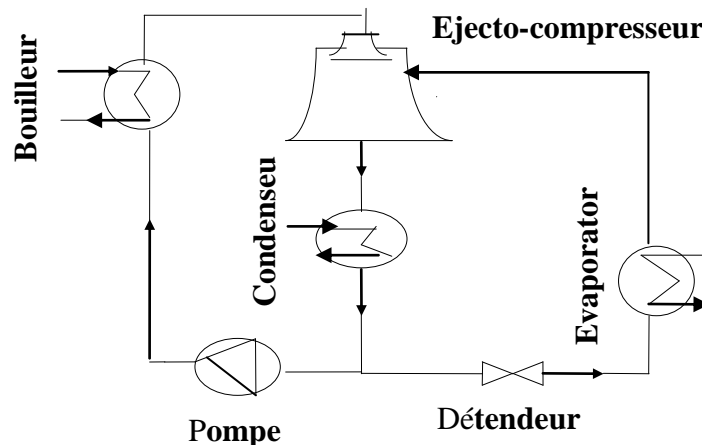 Ejecto-compresseur
Bouilleur
Condenseu
Evaporator
Détendeur
Pompe